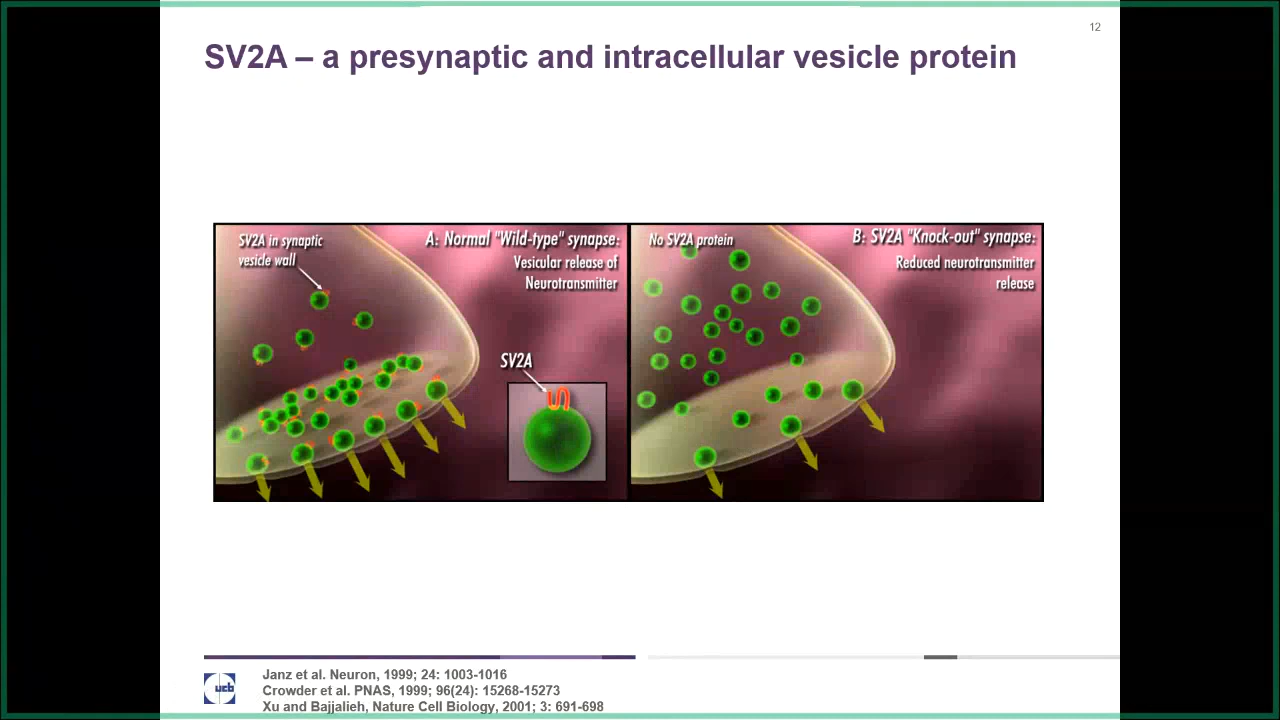 12
SV2A – a presynaptic and intracellular vesicle protein
SV2A in synaptic
vesicle wall
A: Normal "Wild-type" synapse:
Vesicular release of
Neurotransmitter
SV2A
No SV2A protein
B: SV2A "Knock-out" synapse:
Reduced neurotransmitter
release
ucb
Janz et al. Neuron, 1999; 24: 1003-1016
Crowder et al. PNAS, 1999; 96(24): 15268-15273
Xu and Bajjalieh, Nature Cell Biology, 2001; 3: 691-698